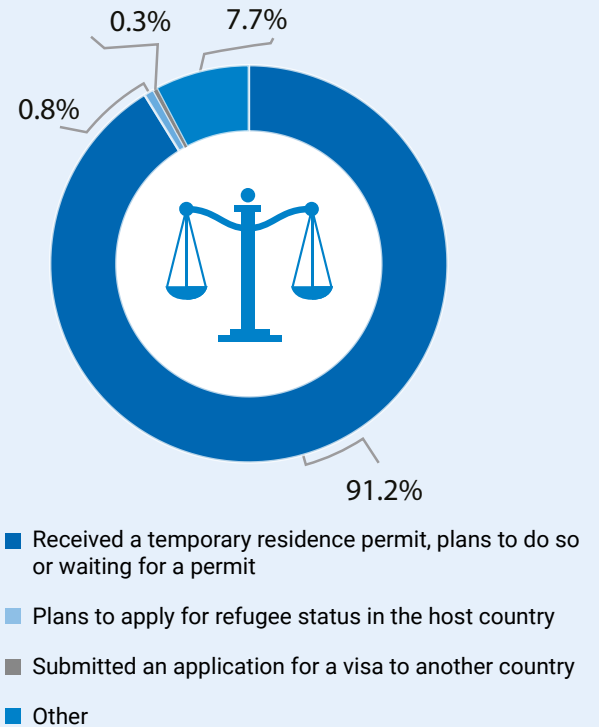 0.3%
7.7%
0.8%
91.2%
Received a temporary residence permit, plans to do so
or waiting for a permit
Plans to apply for refugee status in the host country
Submitted an application for a visa to another country
Other